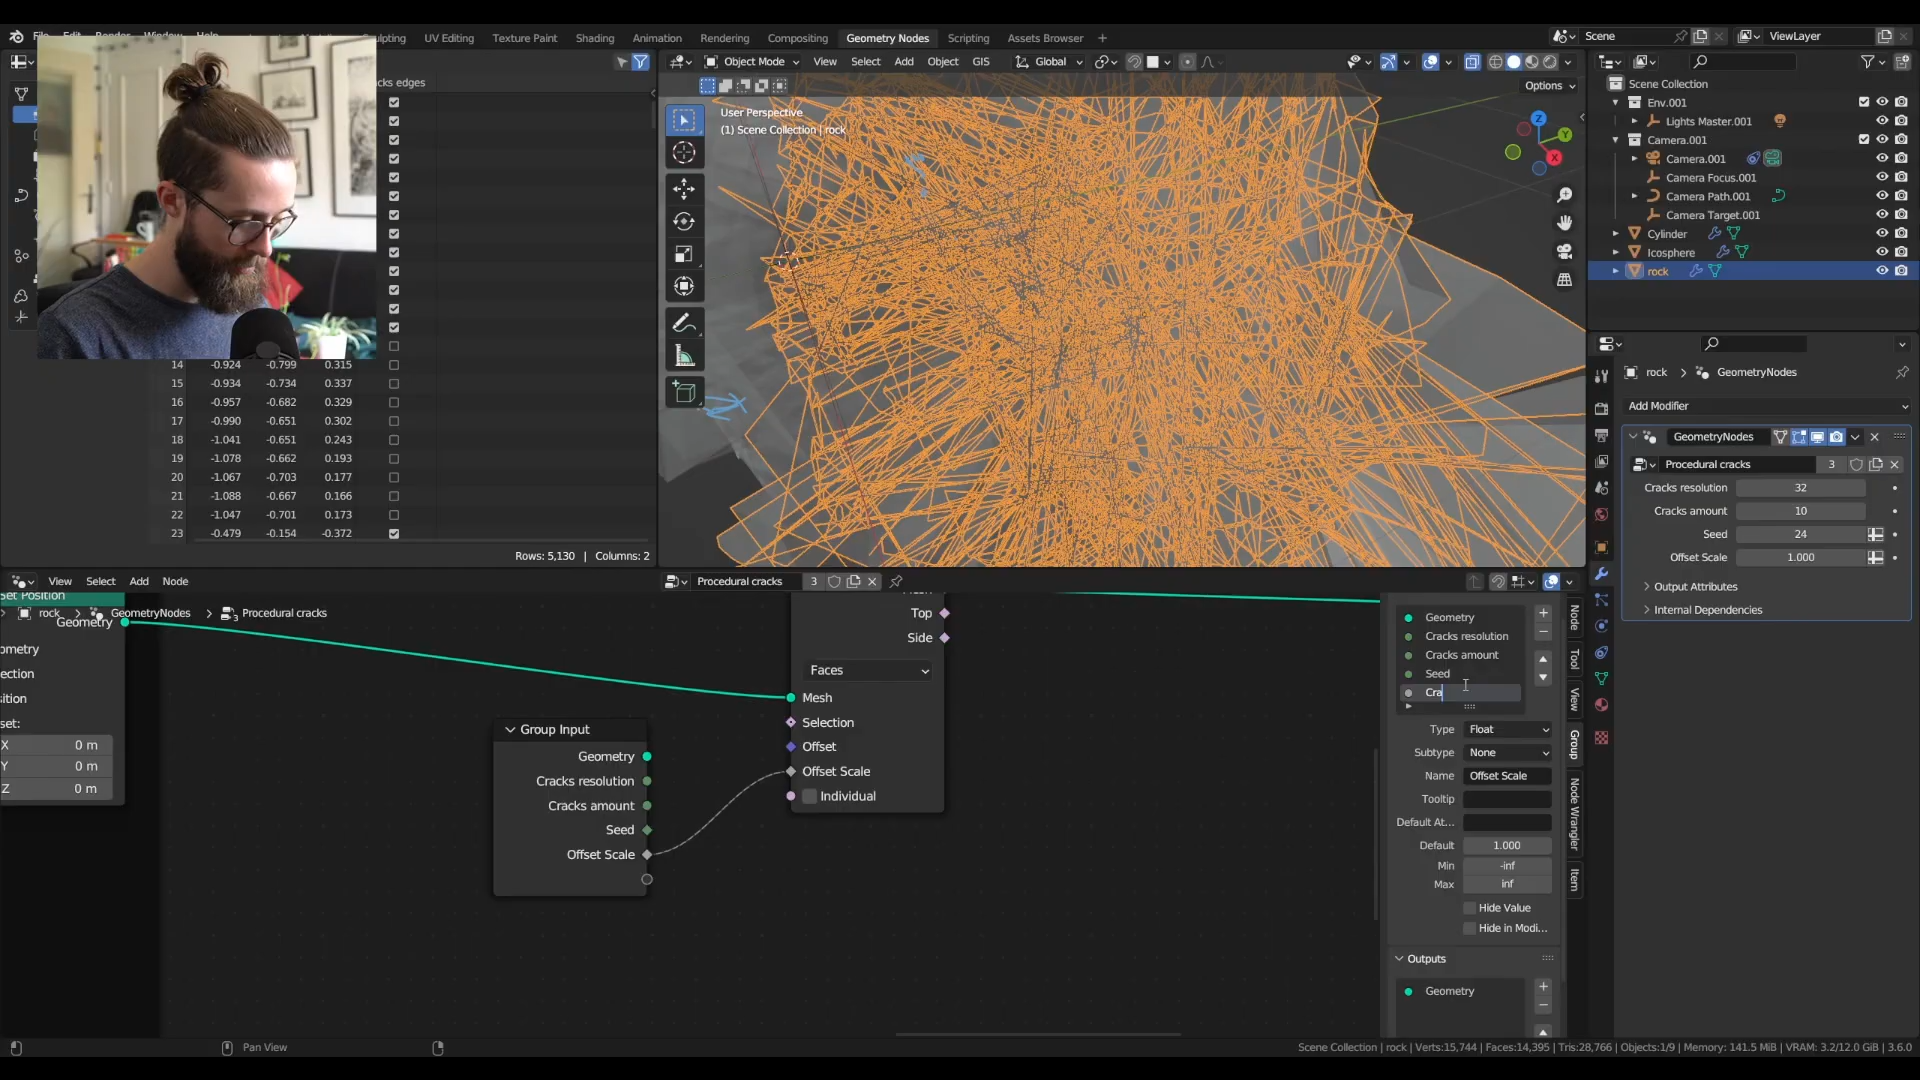 UV Editing Texture Paint Shading Animation Rendering Compositing Geometry Nodes Scripting Assets Browser +
Scene ViewLayer
Object Mode View Select Add Object GIS Global
Options
User Perspective
(1) Scene Collection | rock
Z
Y
X
Scene Collection
Env.001
Lights Master.001
Camera.001
Camera.001
Camera Focus.001
Camera Path.001
Camera Target.001
Cylinder
Icosphere
rock
14 -0.924 -0.799 0.315
15 -0.934 -0.734 0.337
16 -0.957 -0.682 0.329
17 -0.990 -0.651 0.302
18 -1.041 -0.651 0.243
19 -1.078 -0.662 0.193
20 -1.067 -0.703 0.177
21 -1.088 -0.667 0.166
22 -1.047 -0.701 0.173
23 -0.479 -0.154 -0.372
Rows: 5,130 | Columns: 2
rock > GeometryNodes
Add Modifier
GeometryNodes
Procedural cracks 3
Cracks resolution 32
Cracks amount 10
Seed 24
Offset Scale 1.000
Output Attributes
Internal Dependencies
View Select Add Node
Procedural cracks 3
rock > GeometryNodes > Procedural cracks
Set Position
Geometry
X 0 m
Y 0 m
Z 0 m
Group Input
Geometry
Cracks resolution
Cracks amount
Seed
Offset Scale
Top
Side
Faces
Mesh
Selection
Offset
Offset Scale
Individual
Geometry
Cracks resolution
Cracks amount
Seed
Cra
Type Float
Subtype None
Name Offset Scale
Tooltip
Default At...
Default 1.000
Min -inf
Max inf
Hide Value
Hide in Modi...
Outputs
Geometry
Node
Tool
View
Group
Node Wrangler
Item
Pan View
Scene Collection | rock | Verts:15,744 | Faces:14,395 | Tris:28,766 | Objects:1/9 | Memory: 141.5 MiB | VRAM: 3.2/12.0 GiB | 3.6.0